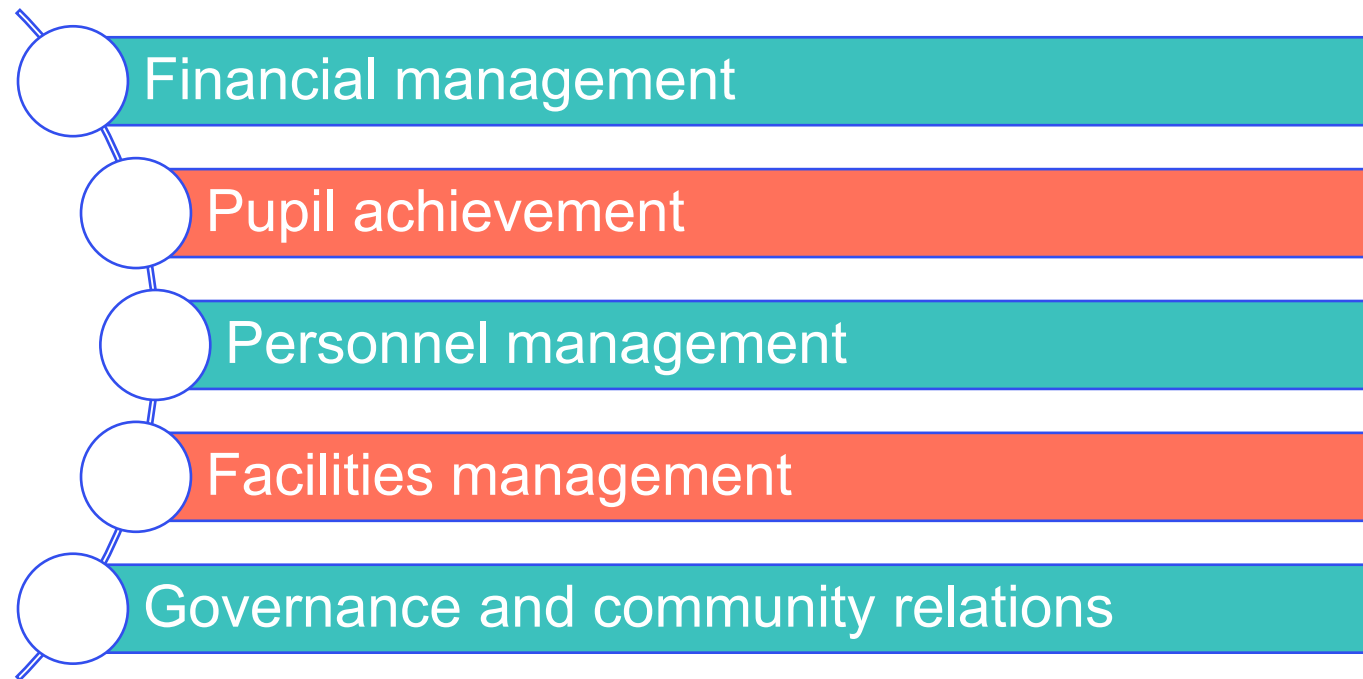 Financial management
Pupil achievement
Personnel management
Facilities management
Governance and community relations